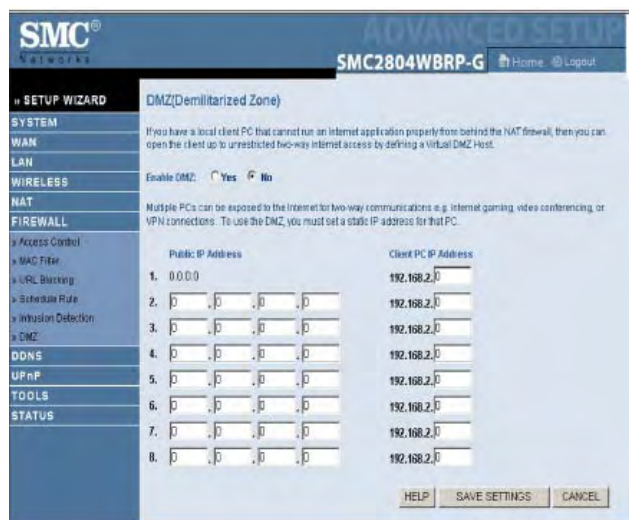 SMC®
Networks
ADVANCED SETUP
SMC2804WBRP-G
Home
Logout
» SETUP WIZARD
SYSTEM
WAN
LAN
WIRELESS
NAT
FIREWALL
» Access Control
» MAC Filter
» URL Blocking
» Schedule Rule
» Intrusion Detection
» DMZ
DDNS
UPnP
TOOLS
STATUS
DMZ(Demilitarized Zone)
If you have a local client PC that cannot run an Internet application properly from behind the NAT firewall, then you can
open the client up to unrestricted two-way Internet access by defining a Virtual DMZ Host.
Enable DMZ: Yes No
Multiple PCs can be exposed to the Internet for two-way communications e.g. Internet gaming, video conferencing, or
VPN connections. To use the DMZ, you must set a static IP address for that PC.
Public IP Address Client PC IP Address
1. 0.0.0.0 192.168.2.0
2. 0 . 0 . 0 . 0 192.168.2.0
3. 0 . 0 . 0 . 0 192.168.2.0
4. 0 . 0 . 0 . 0 192.168.2.0
5. 0 . 0 . 0 . 0 192.168.2.0
6. 0 . 0 . 0 . 0 192.168.2.0
7. 0 . 0 . 0 . 0 192.168.2.0
8. 0 . 0 . 0 . 0 192.168.2.0
HELP SAVE SETTINGS CANCEL